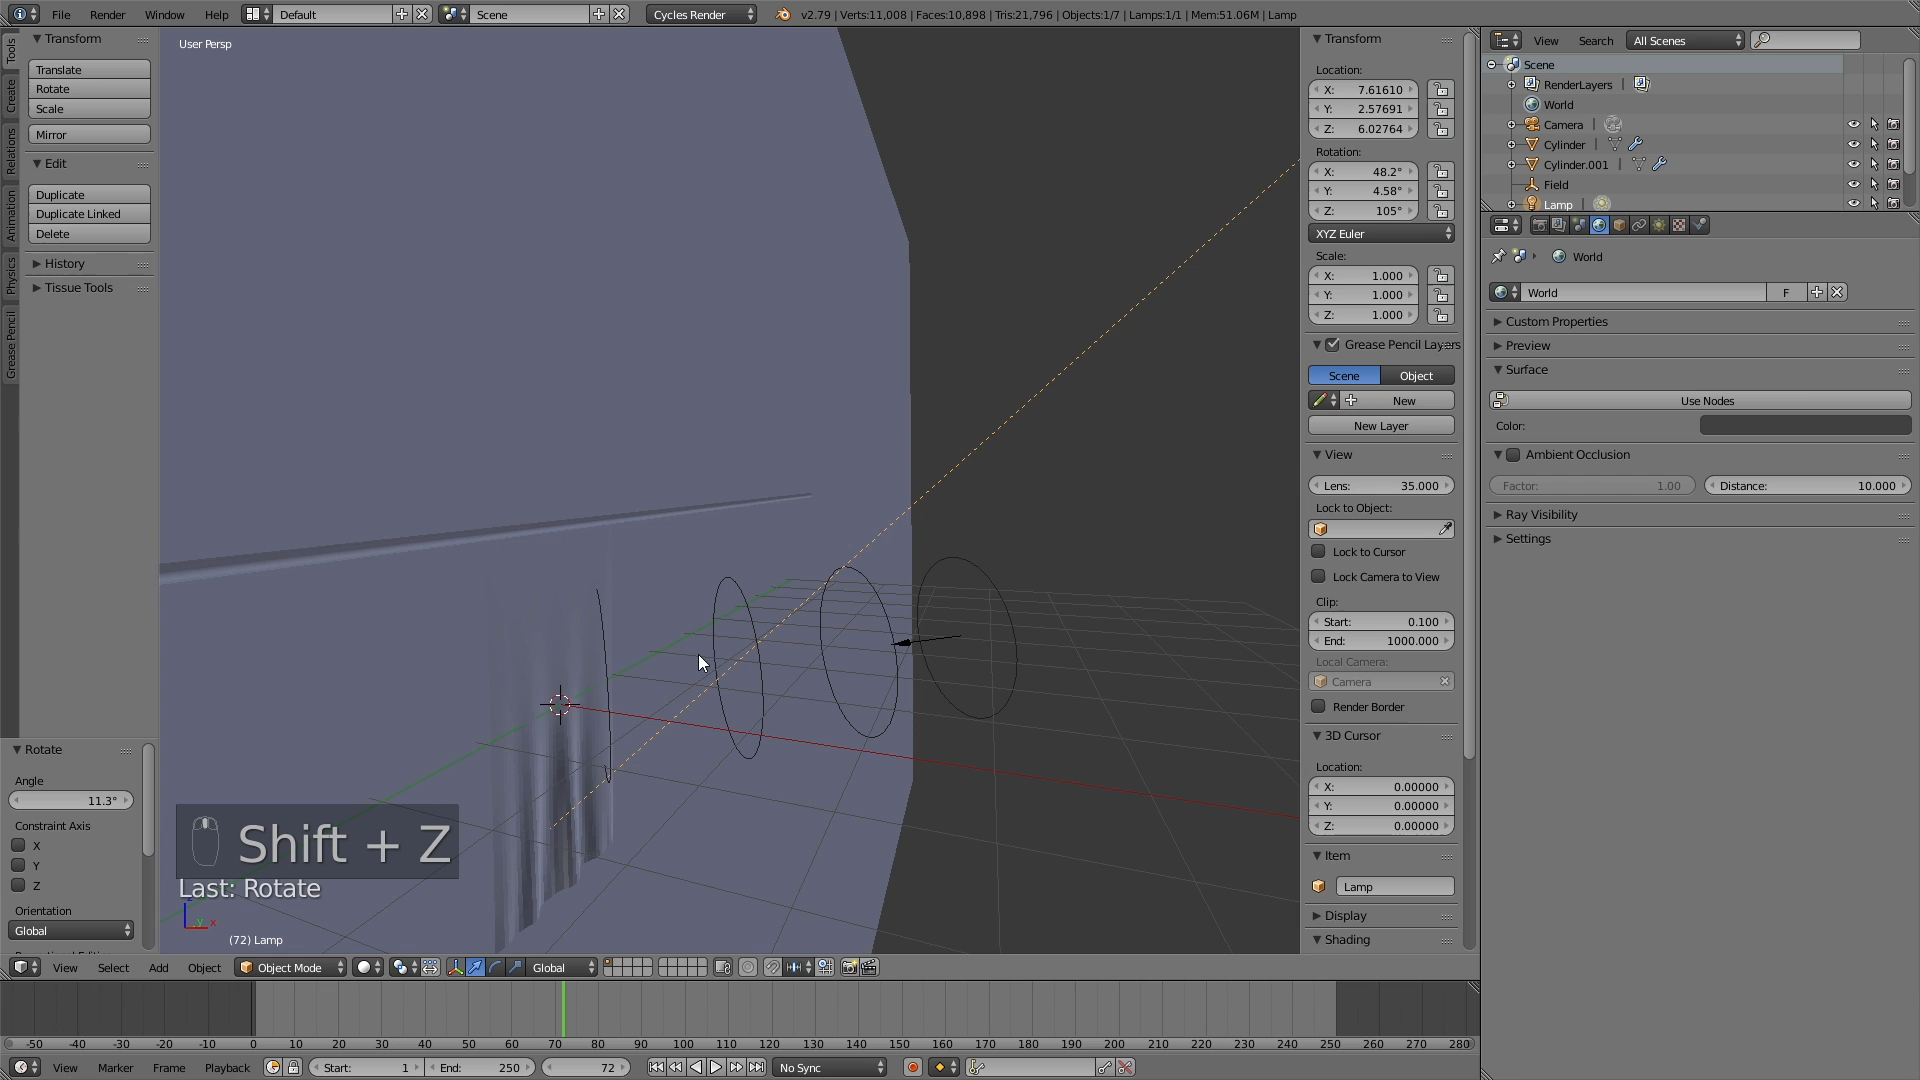 File Render Window Help Default Scene Cycles Render v2.79 | Verts:11,008 | Faces:10,898 | Tris:21,796 | Objects:1/7 | Lamps:1/1 | Mem:51.06M | Lamp
Tools
Create
Relations
Animation
Physics
Grease Pencil
Transform
Translate
Rotate
Scale
Mirror
Edit
Duplicate
Duplicate Linked
Delete
History
Tissue Tools
Rotate
Angle
11.3°
Constraint Axis
X
Y
Z
Orientation
Global
User Persp
Shift + Z
Last: Rotate
(72) Lamp
Transform
Location:
X: 7.61610
Y: 2.57691
Z: 6.02764
Rotation:
X: 48.2°
Y: 4.58°
Z: 105°
XYZ Euler
Scale:
X: 1.000
Y: 1.000
Z: 1.000
Grease Pencil Layers
Scene Object
New
New Layer
View
Lens: 35.000
Lock to Object:
Lock to Cursor
Lock Camera to View
Clip:
Start: 0.100
End: 1000.000
Local Camera:
Camera
Render Border
3D Cursor
Location:
X: 0.00000
Y: 0.00000
Z: 0.00000
Item
Lamp
Display
Shading
View Search All Scenes
Scene
RenderLayers
World
Camera
Cylinder
Cylinder.001
Field
Lamp
World
World F
Custom Properties
Preview
Surface
Use Nodes
Color:
Ambient Occlusion
Factor: 1.00 Distance: 10.000
Ray Visibility
Settings
View Select Add Object Object Mode Global
-50 -40 -30 -20 -10 0 10 20 30 40 50 60 70 80 90 100 110 120 130 140 150 160 170 180 190 200 210 220 230 240 250 260 270 280
View Marker Frame Playback Start: 1 End: 250 72 No Sync